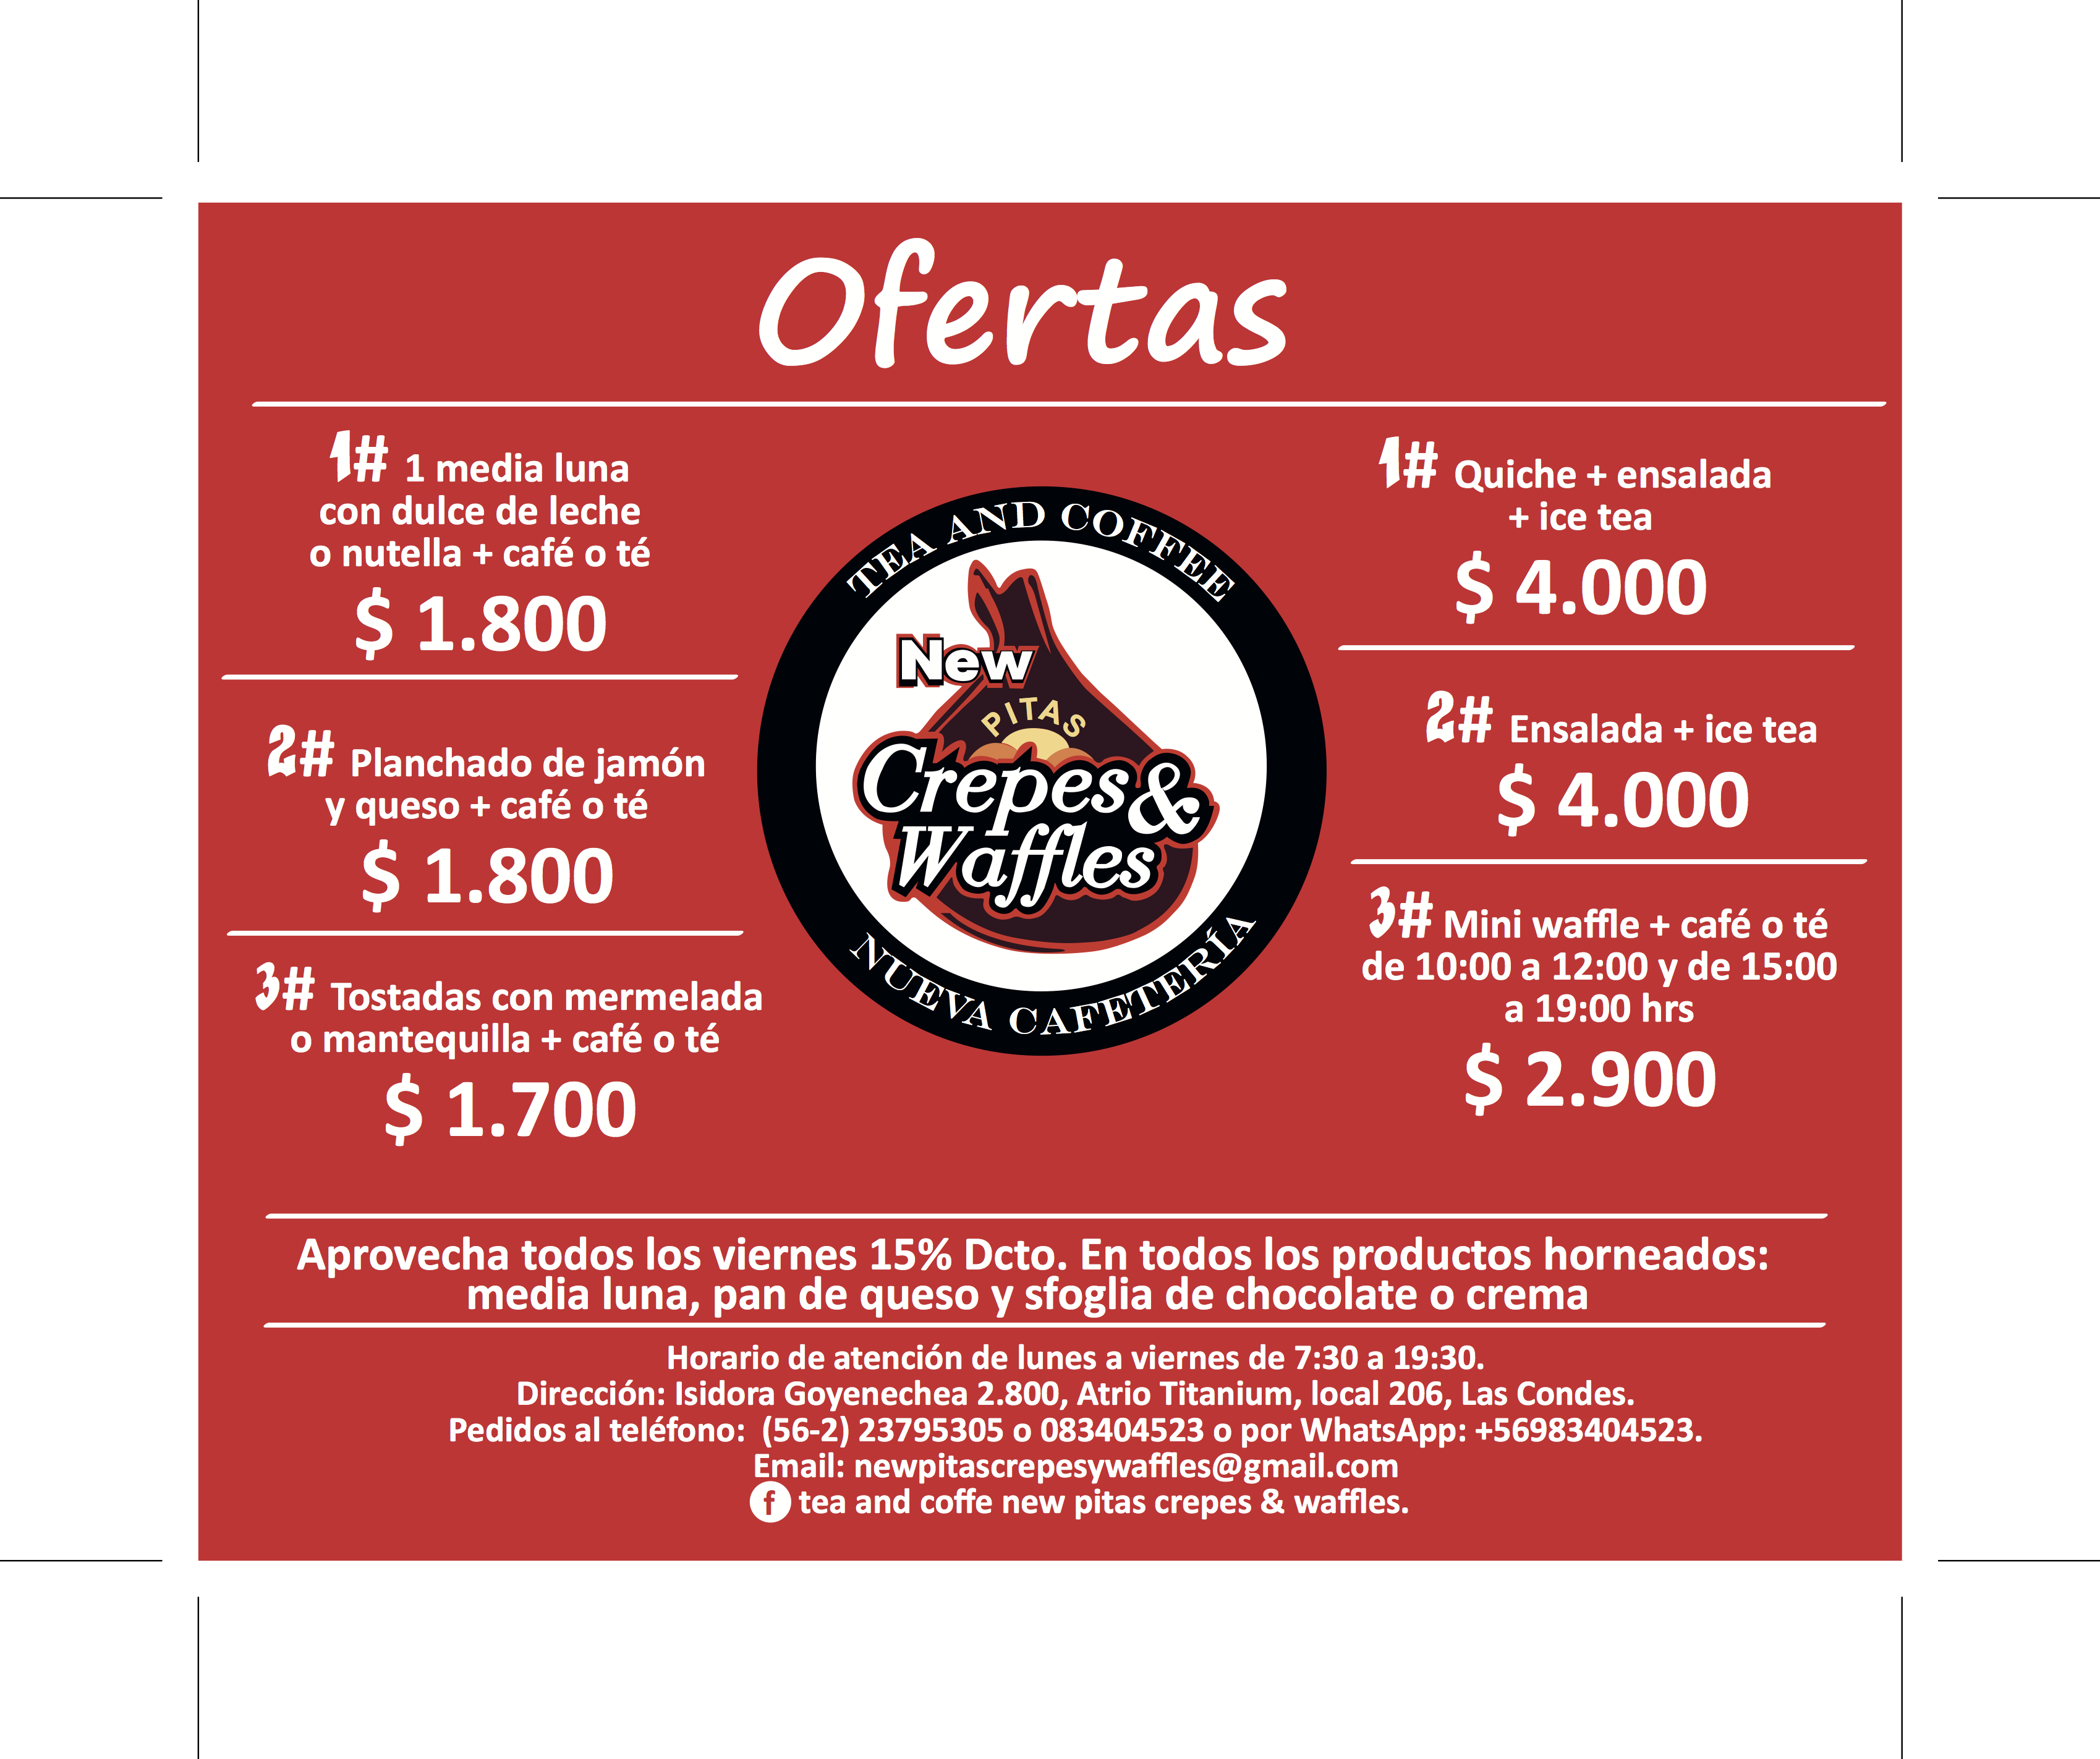 Ofertas
1# 1 media luna
con dulce de leche
o nutella + café o té
$ 1.800
2# Planchado de jamón
y queso + café o té
$ 1.800
3# Tostadas con mermelada
o mantequilla + café o té
$ 1.700
TEA AND COFFEE
New
PITAS
Crepes &
Waffles
NUEVA CAFETERÍA
1# Quiche + ensalada
+ ice tea
$ 4.000
2# Ensalada + ice tea
$ 4.000
3# Mini waffle + café o té
de 10:00 a 12:00 y de 15:00
a 19:00 hrs
$ 2.900
Aprovecha todos los viernes 15% Dcto. En todos los productos horneados:
media luna, pan de queso y sfoglia de chocolate o crema
Horario de atención de lunes a viernes de 7:30 a 19:30.
Dirección: Isidora Goyenechea 2.800, Atrio Titanium, local 206, Las Condes.
Pedidos al teléfono: (56-2) 23795305 o 083404523 o por WhatsApp: +56983404523.
Email: newpitascrepesywaffles@gmail.com
f tea and coffe new pitas crepes & waffles.